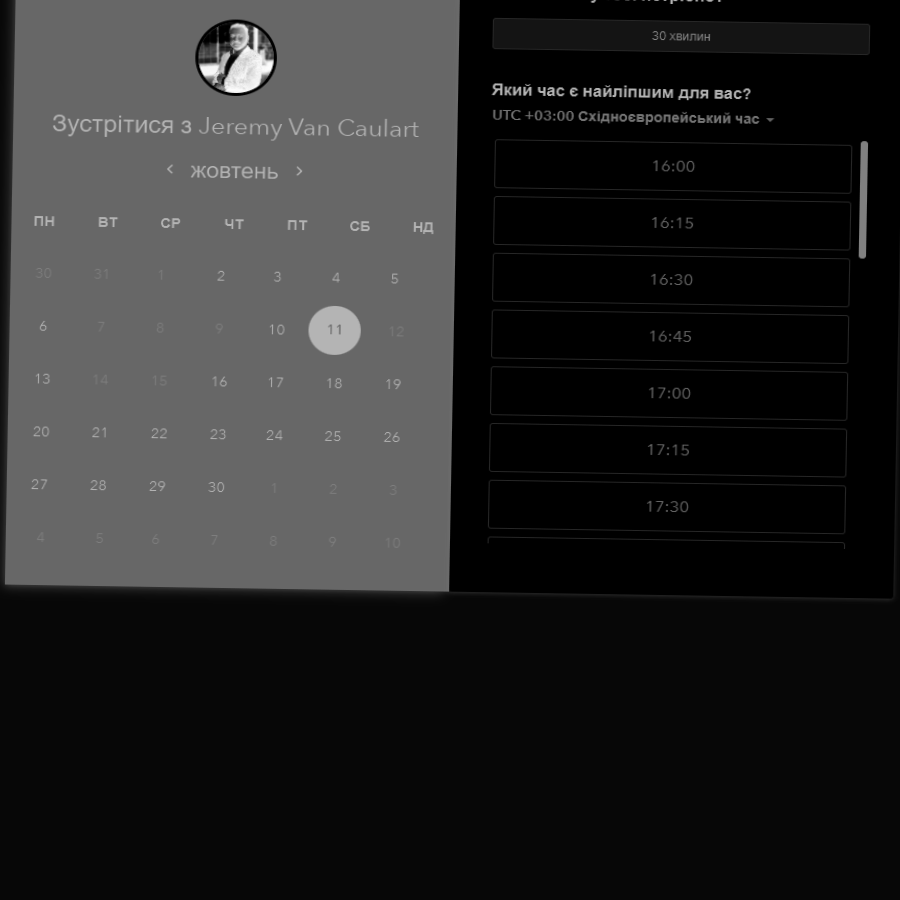 Зустрітися з Jeremy Van Caulart
< жовтень >
ПН ВТ СР ЧТ ПТ СБ НД
30 31 1 2 3 4 5
6 7 8 9 10 11 12
13 14 15 16 17 18 19
20 21 22 23 24 25 26
27 28 29 30 1 2 3
4 5 6 7 8 9 10
30 хвилин
Який час є найліпшим для вас?
UTC +03:00 Східноєвропейський час
16:00
16:15
16:30
16:45
17:00
17:15
17:30